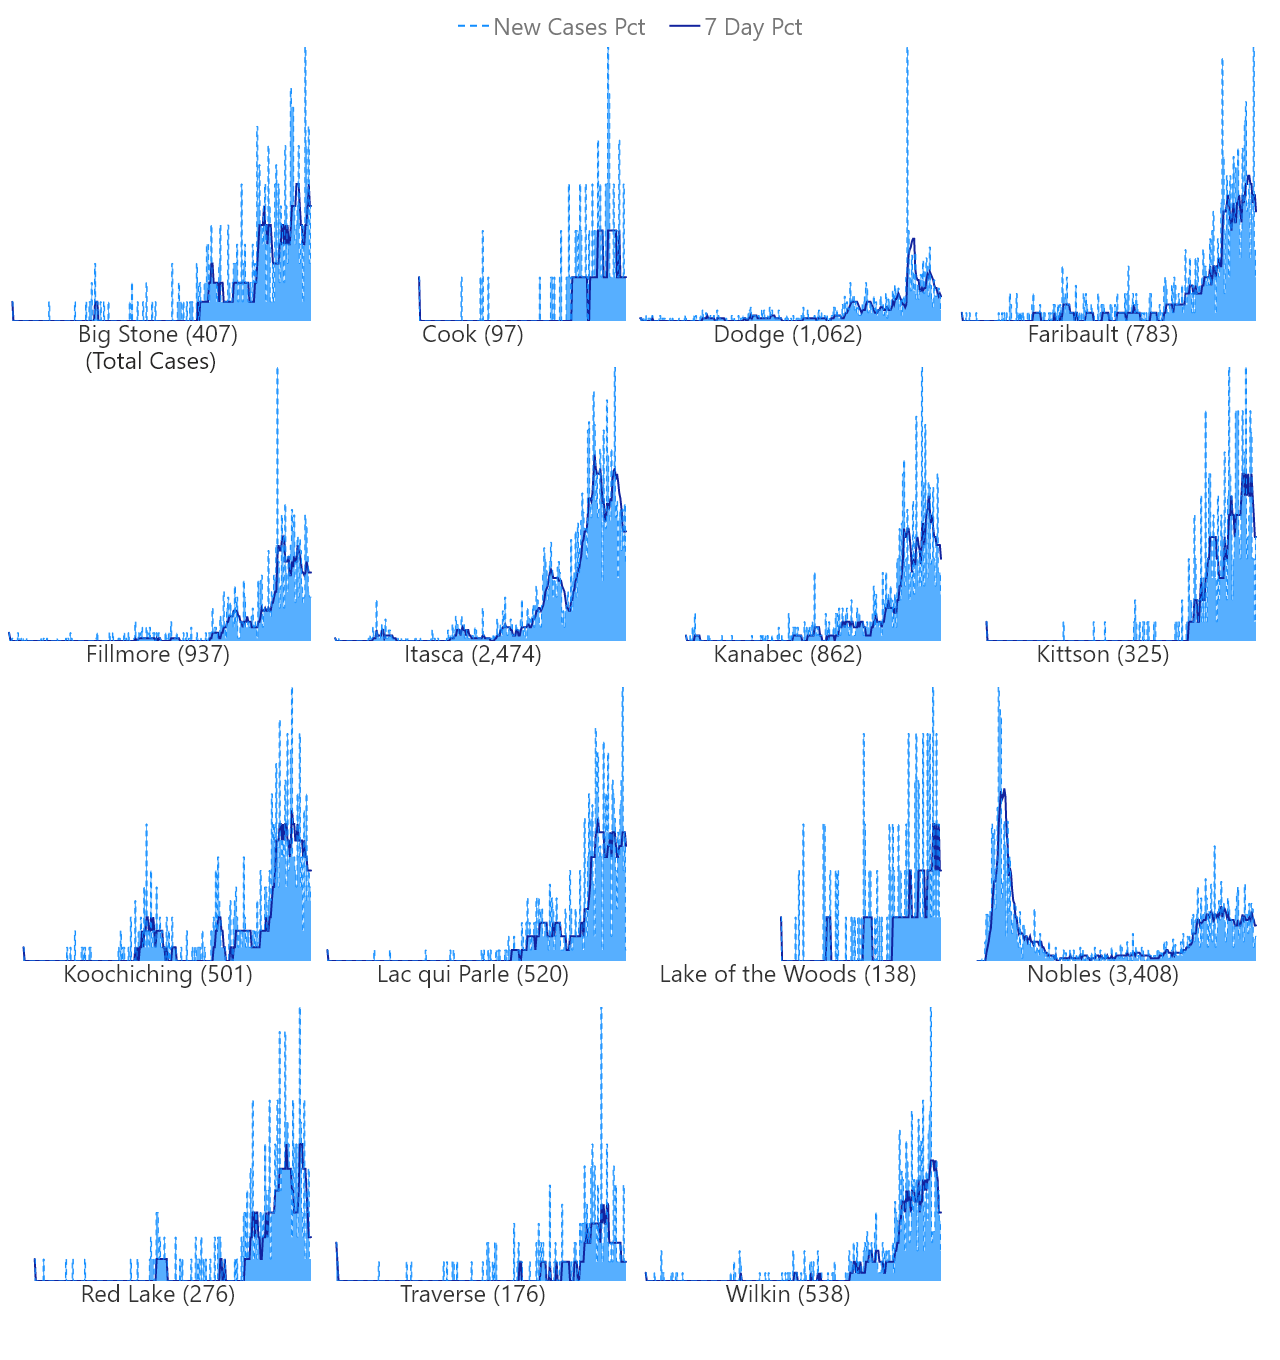 New Cases Pct 7 Day Pct
Big Stone (407)
(Total Cases)
Cook (97)
Dodge (1,062)
Faribault (783)
Fillmore (937)
Itasca (2,474)
Kanabec (862)
Kittson (325)
Koochiching (501)
Lac qui Parle (520)
Lake of the Woods (138)
Nobles (3,408)
Red Lake (276)
Traverse (176)
Wilkin (538)